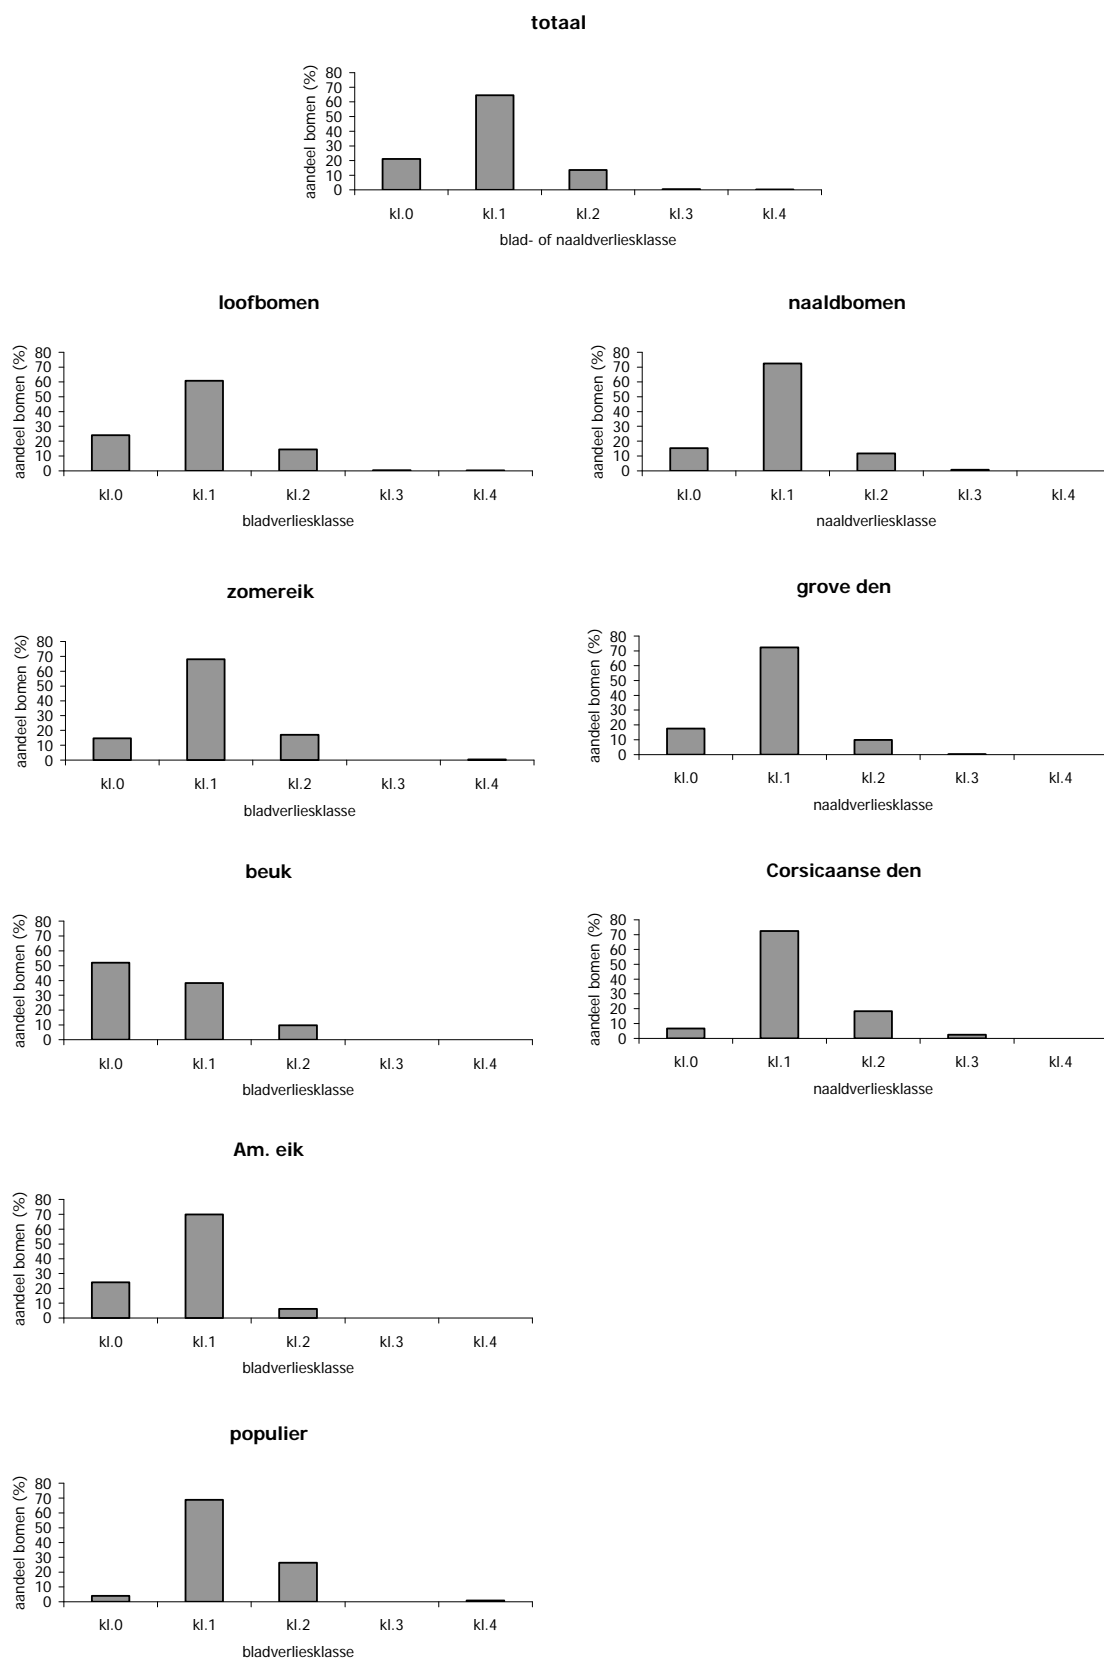 totaal
aandeel bomen (%)
80
70
60
50
40
30
20
10
0
kl.0 kl.1 kl.2 kl.3 kl.4
blad- of naaldverliesklasse
loofbomen
aandeel bomen (%)
80
70
60
50
40
30
20
10
0
kl.0 kl.1 kl.2 kl.3 kl.4
bladverliesklasse
naaldbomen
aandeel bomen (%)
80
70
60
50
40
30
20
10
0
kl.0 kl.1 kl.2 kl.3 kl.4
naaldverliesklasse
zomereik
aandeel bomen (%)
80
70
60
50
40
30
20
10
0
kl.0 kl.1 kl.2 kl.3 kl.4
bladverliesklasse
grove den
aandeel bomen (%)
80
70
60
50
40
30
20
10
0
kl.0 kl.1 kl.2 kl.3 kl.4
naaldverliesklasse
beuk
aandeel bomen (%)
80
70
60
50
40
30
20
10
0
kl.0 kl.1 kl.2 kl.3 kl.4
bladverliesklasse
Corsicaanse den
aandeel bomen (%)
80
70
60
50
40
30
20
10
0
kl.0 kl.1 kl.2 kl.3 kl.4
naaldverliesklasse
Am. eik
aandeel bomen (%)
80
70
60
50
40
30
20
10
0
kl.0 kl.1 kl.2 kl.3 kl.4
bladverliesklasse
populier
aandeel bomen (%)
80
70
60
50
40
30
20
10
0
kl.0 kl.1 kl.2 kl.3 kl.4
bladverliesklasse